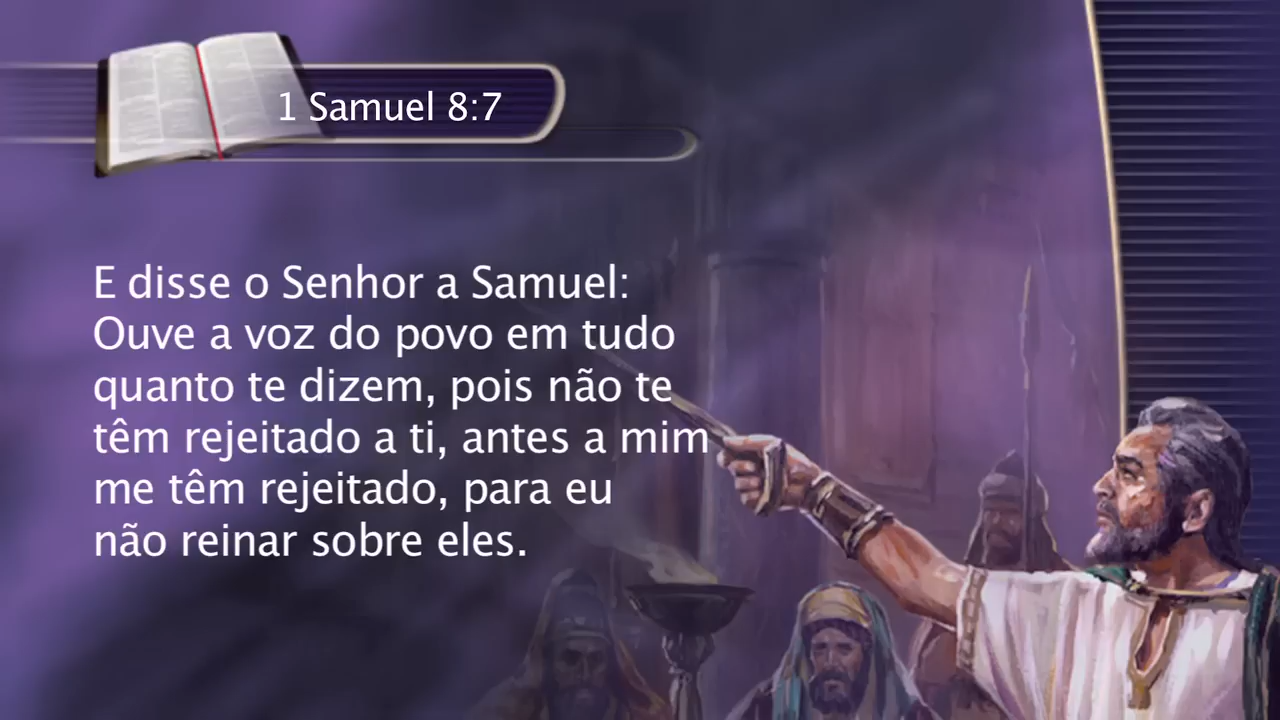 1 Samuel 8:7
E disse o Senhor a Samuel:
Ouve a voz do povo em tudo
quanto te dizem, pois não te
têm rejeitado a ti, antes a mim
me têm rejeitado, para eu
não reinar sobre eles.